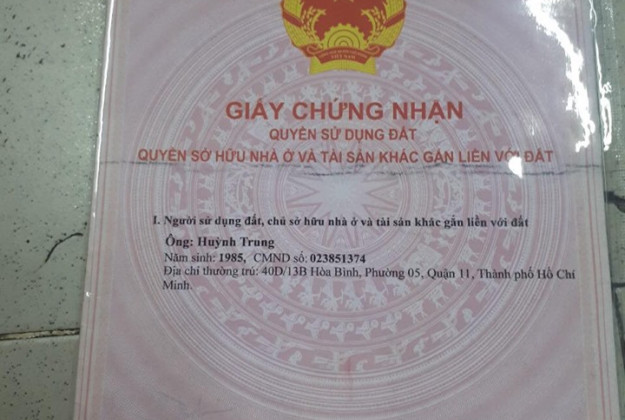 GIẤY CHỨNG NHẬN
QUYỀN SỬ DỤNG ĐẤT
QUYỀN SỞ HỮU NHÀ Ở VÀ TÀI SẢN KHÁC GẮN LIỀN VỚI ĐẤT
I. Người sử dụng đất, chủ sở hữu nhà ở và tài sản khác gắn liền với đất
Ông: Huỳnh Trung
Năm sinh: 1985, CMND số: 023851374
Địa chỉ thường trú: 40D/13B Hòa Bình, Phường 05, Quận 11, Thành phố Hồ Chí
Minh.